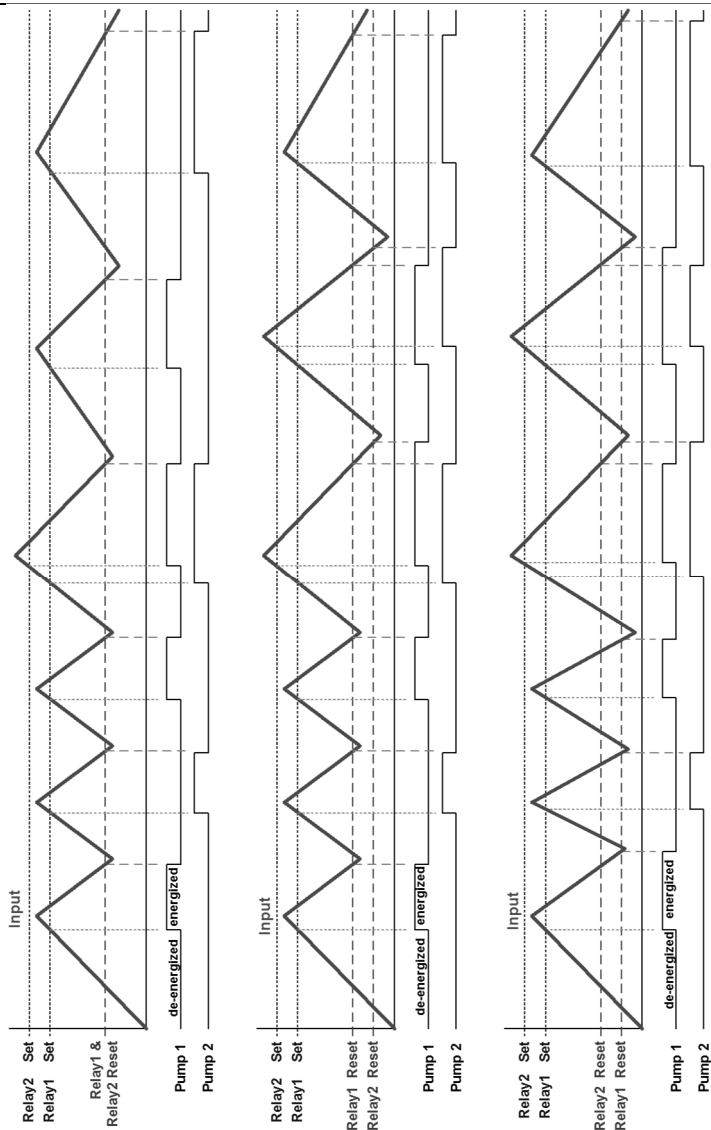 Input
Relay2 Set
Relay1 Set
Relay1 &
Relay2 Reset
Pump 1 de-energized energized
Pump 2
Input
Relay2 Set
Relay1 Set
Relay1 Reset
Relay2 Reset
Pump 1 de-energized energized
Pump 2
Input
Relay2 Set
Relay1 Set
Relay2 Reset
Relay1 Reset
Pump 1 de-energized energized
Pump 2